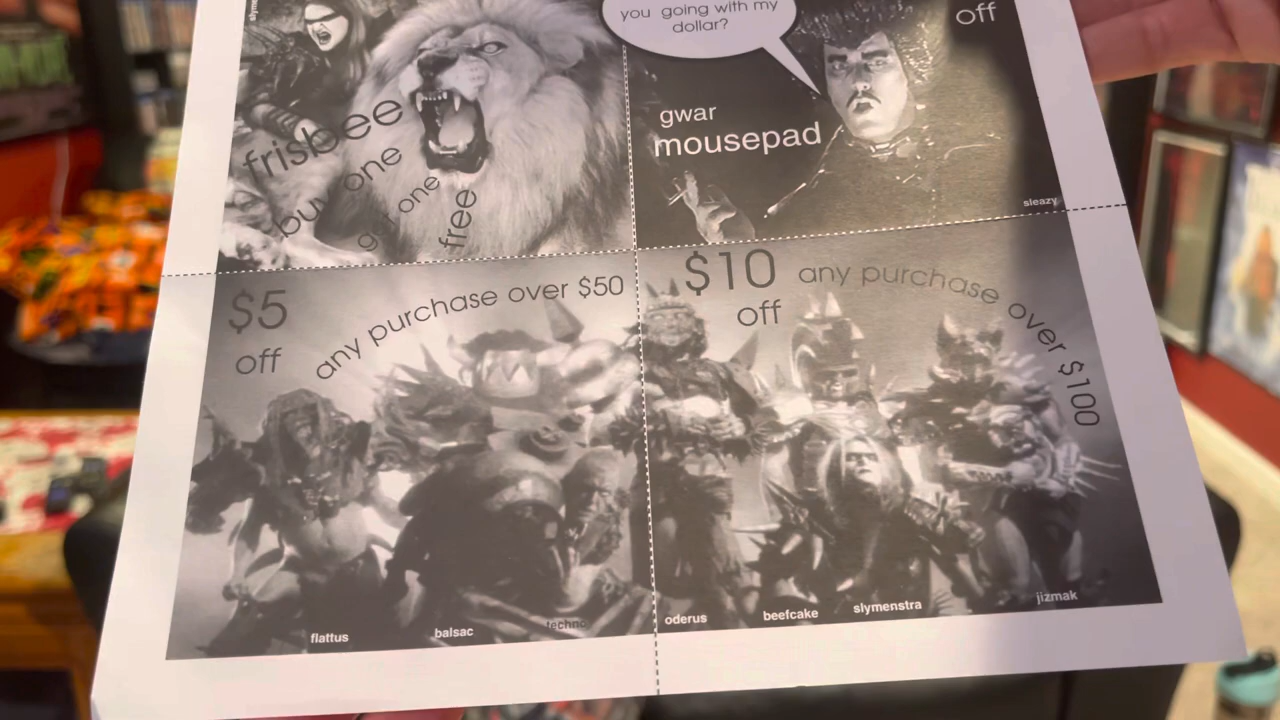 slym
frisbee
buy one
get one
free
you going with my
dollar?
off
gwar
mousepad
sleazy
$5
off
any purchase over $50
$10
off
any purchase over $100
flattus
balsac
techno
oderus
beefcake
slymenstra
jizmak